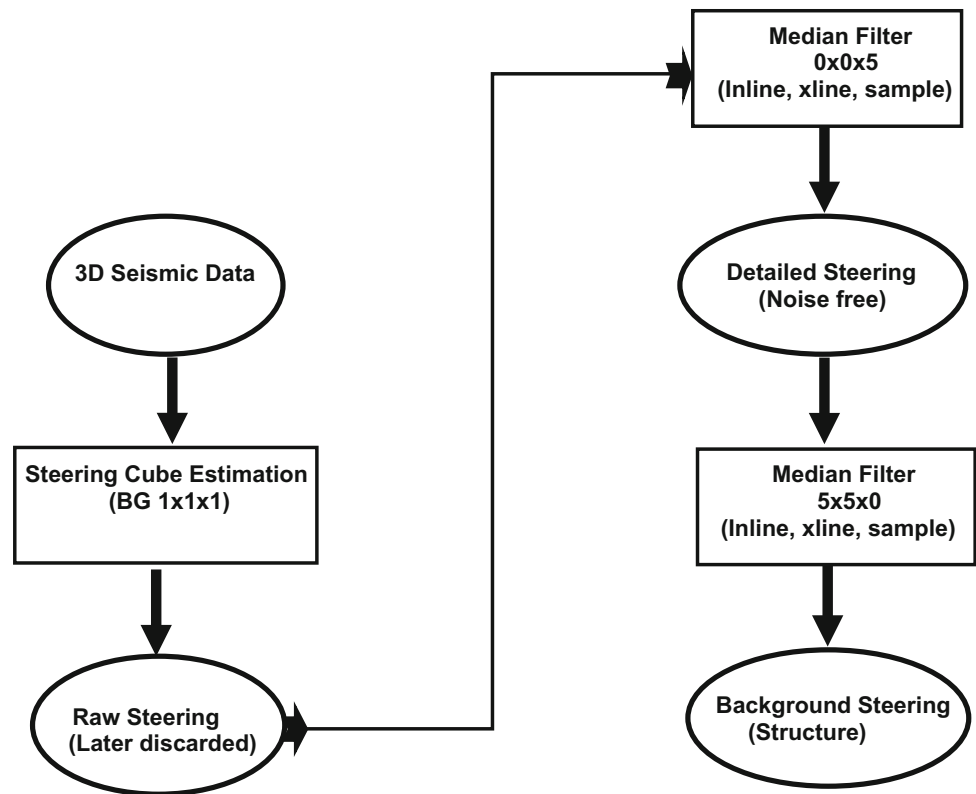 3D Seismic Data
Steering Cube Estimation
(BG 1x1x1)
Raw Steering
(Later discarded)
Median Filter
0x0x5
(Inline, xline, sample)
Detailed Steering
(Noise free)
Median Filter
5x5x0
(Inline, xline, sample)
Background Steering
(Structure)